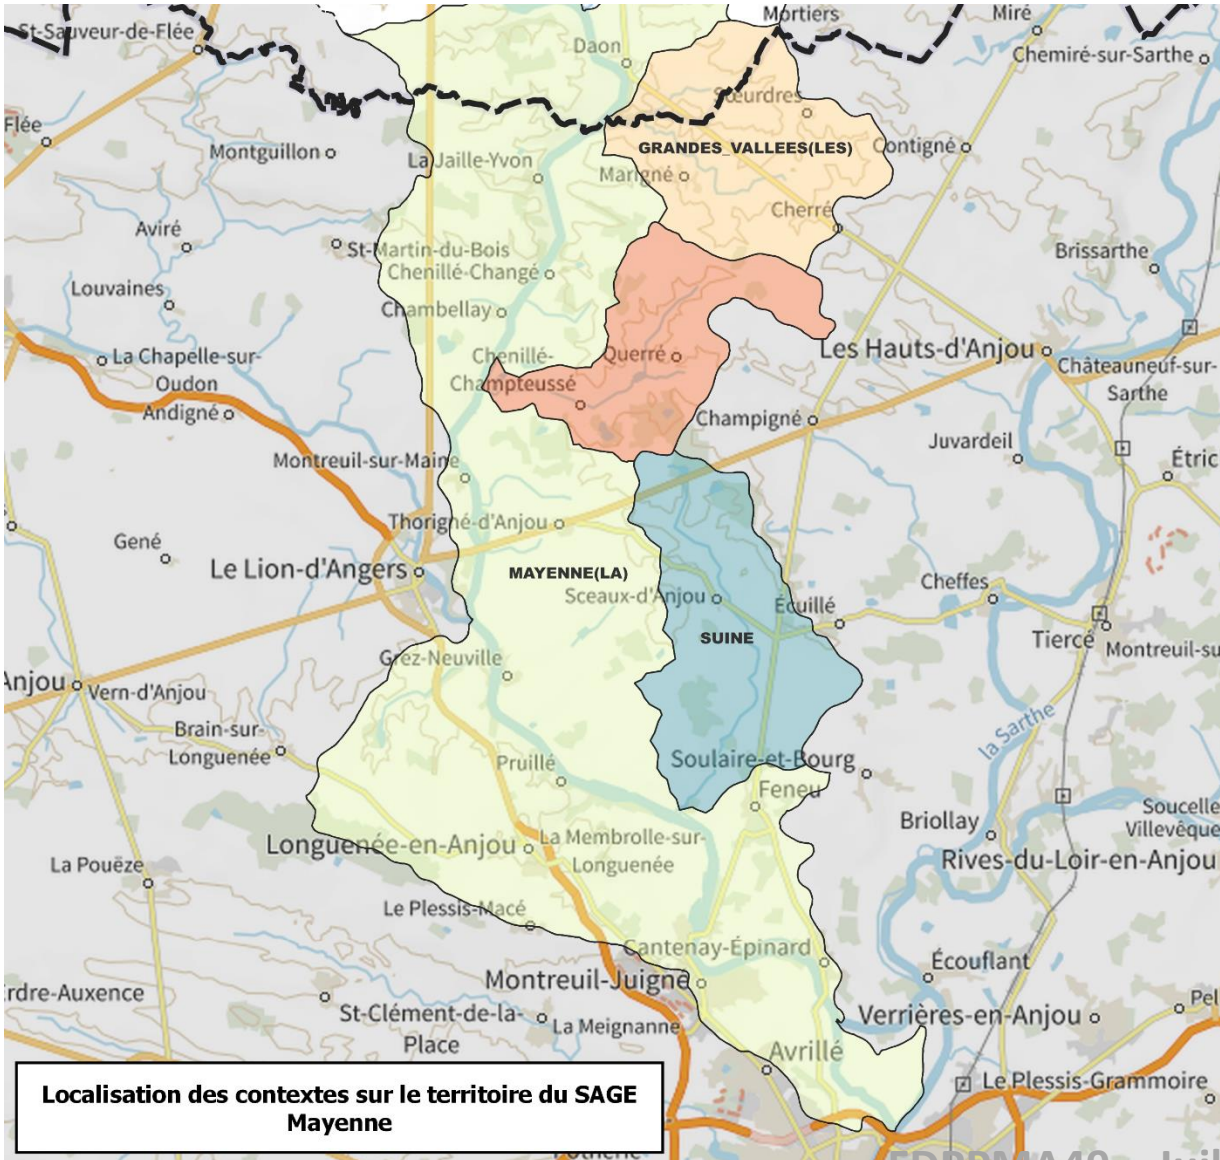 Mortiers
Miré
St-Sauveur-de-Flée
Daon
Chemiré-sur-Sarthe
Sœurdres
Flée
Montguillon
La Jaille-Yvon
GRANDES_VALLEES(LES)
Contigné
Marigné
Cherré
Aviré
St-Martin-du-Bois
Brissarthe
Chenillé-Changé
Louvaines
Chambellay
La Chapelle-sur-
Oudon
Chenillé-
Champteussé
Querré
Les Hauts-d'Anjou
Châteauneuf-sur-
Sarthe
Andigné
Champigné
Juvardeil
Montreuil-sur-Maine
Étric
Thorigné-d'Anjou
Gené
Le Lion-d'Angers
MAYENNE(LA)
Sceaux-d'Anjou
Écuillé
Cheffes
SUINE
Tiercé
Montreuil-su
Grez-Neuville
Anjou
Vern-d'Anjou
la Sarthe
Brain-sur-
Longuenée
Pruillé
Soulaire-et-Bourg
Feneu
Soucelle
Villevêque
Briollay
Longuenée-en-Anjou
La Membrolle-sur-
Longuenée
Rives-du-Loir-en-Anjou
La Pouëze
Le Plessis-Macé
Cantenay-Épinard
Écouflant
Montreuil-Juigné
Erdre-Auxence
St-Clément-de-la-
Place
La Meignanne
Verrières-en-Anjou
Pel
Avrillé
Le Plessis-Grammoire
Localisation des contextes sur le territoire du SAGE
Mayenne